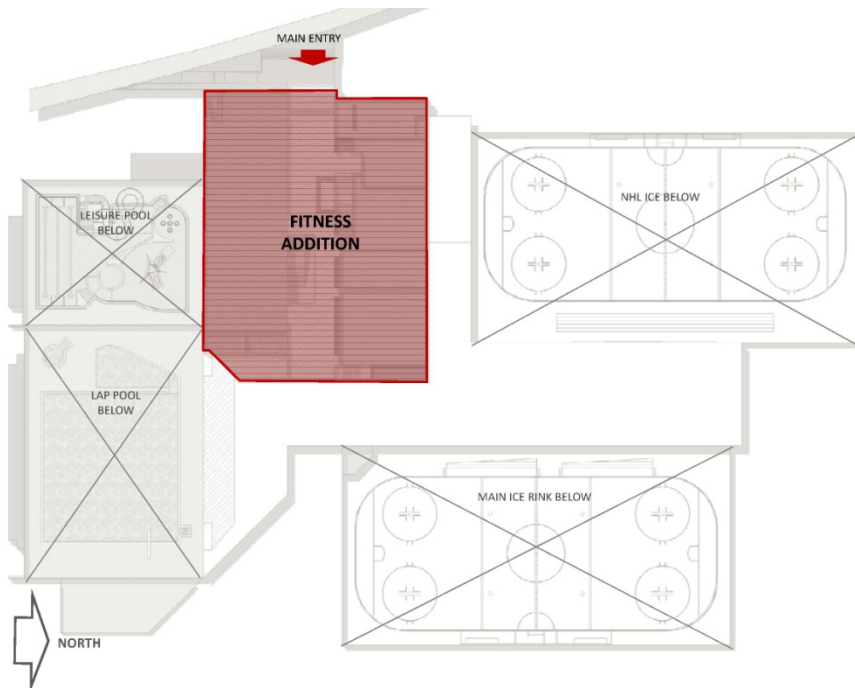 MAIN ENTRY
FITNESS
ADDITION
LEISURE POOL
BELOW
NHL ICE BELOW
LAP POOL
BELOW
MAIN ICE RINK BELOW
NORTH